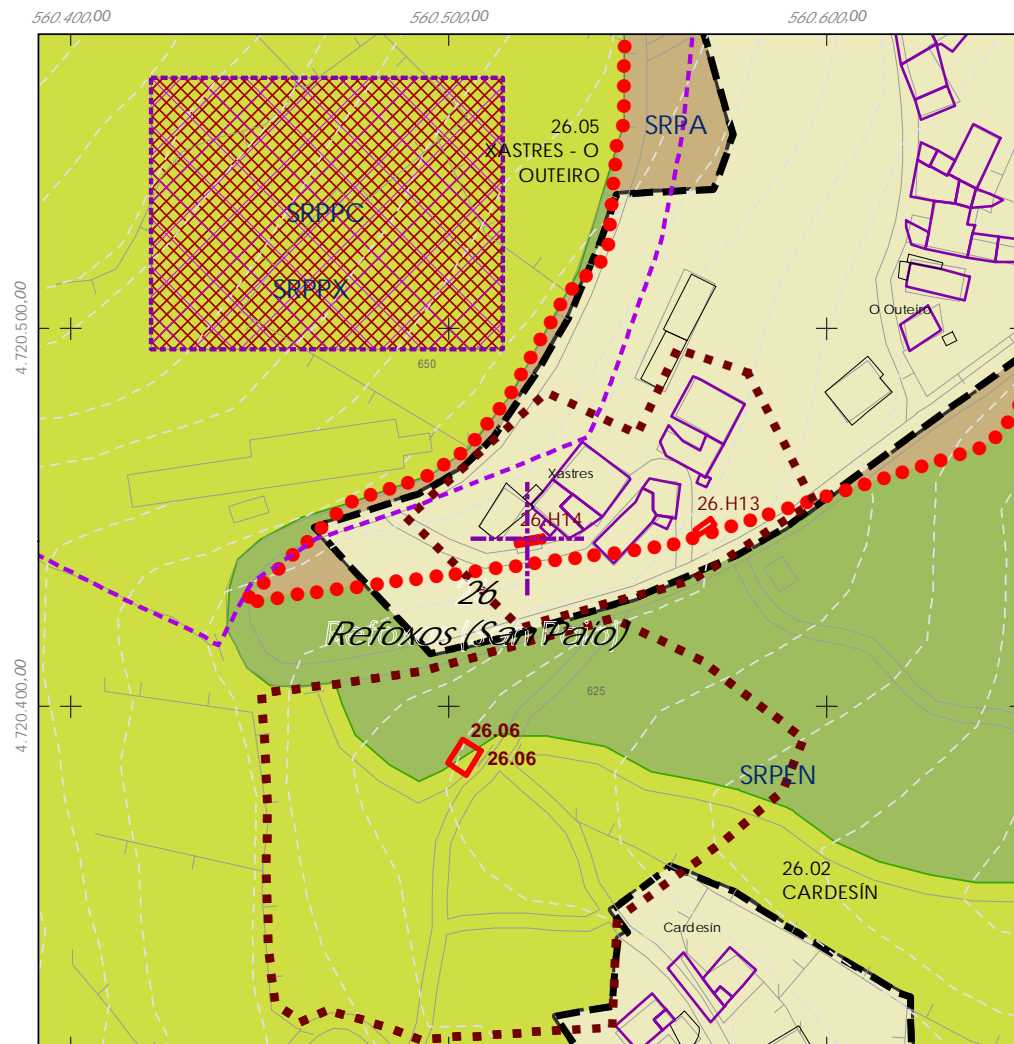 560.400,00
560.500,00
560.600,00
4.720.500,00
4.720.400,00
26.05
XASTRES - O
OUTEIRO
SRPA
SRPPC
SRPPX
O Outeiro
650
Xastres
26.H13
26.H14
26
Refoxos (San Paio)
625
26.06
26.06
SRPEN
26.02
CARDESÍN
Cardesín